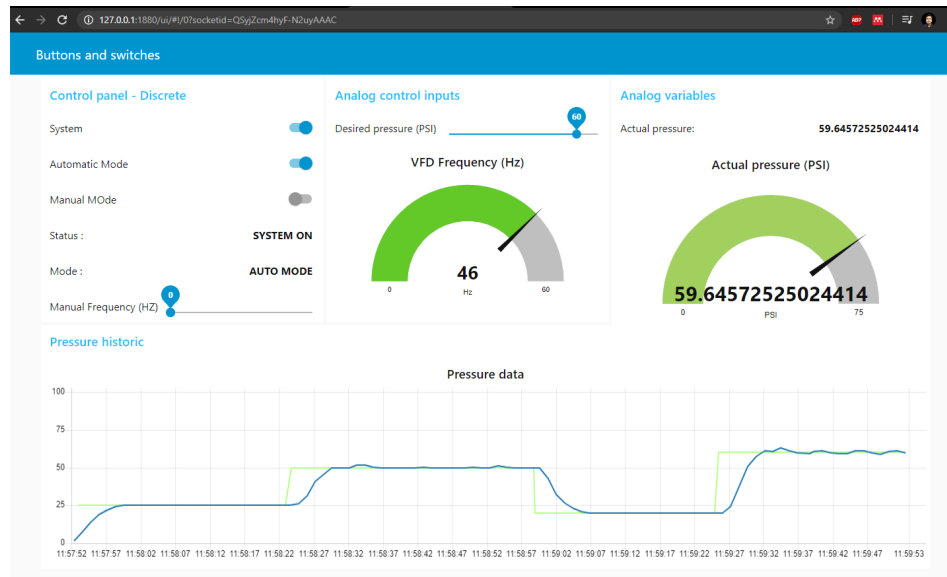 127.0.0.1:1880/ui/#!/0?socketid=QSyjZcm4hyF-N2uyAAAC
Buttons and switches
Control panel - Discrete
System
Automatic Mode
Manual MOde
Status :
SYSTEM ON
Mode :
AUTO MODE
Manual Frequency (HZ)
0
Analog control inputs
Desired pressure (PSI)
60
VFD Frequency (Hz)
46
Hz
0
60
Analog variables
Actual pressure:
59.64572525024414
Actual pressure (PSI)
59.64572525024414
PSI
0
75
Pressure historic
Pressure data
100
75
50
25
0
11:57:52 11:57:57 11:58:02 11:58:07 11:58:12 11:58:17 11:58:22 11:58:27 11:58:32 11:58:37 11:58:42 11:58:47 11:58:52 11:58:57 11:59:02 11:59:07 11:59:12 11:59:17 11:59:22 11:59:27 11:59:32 11:59:37 11:59:42 11:59:47 11:59:53